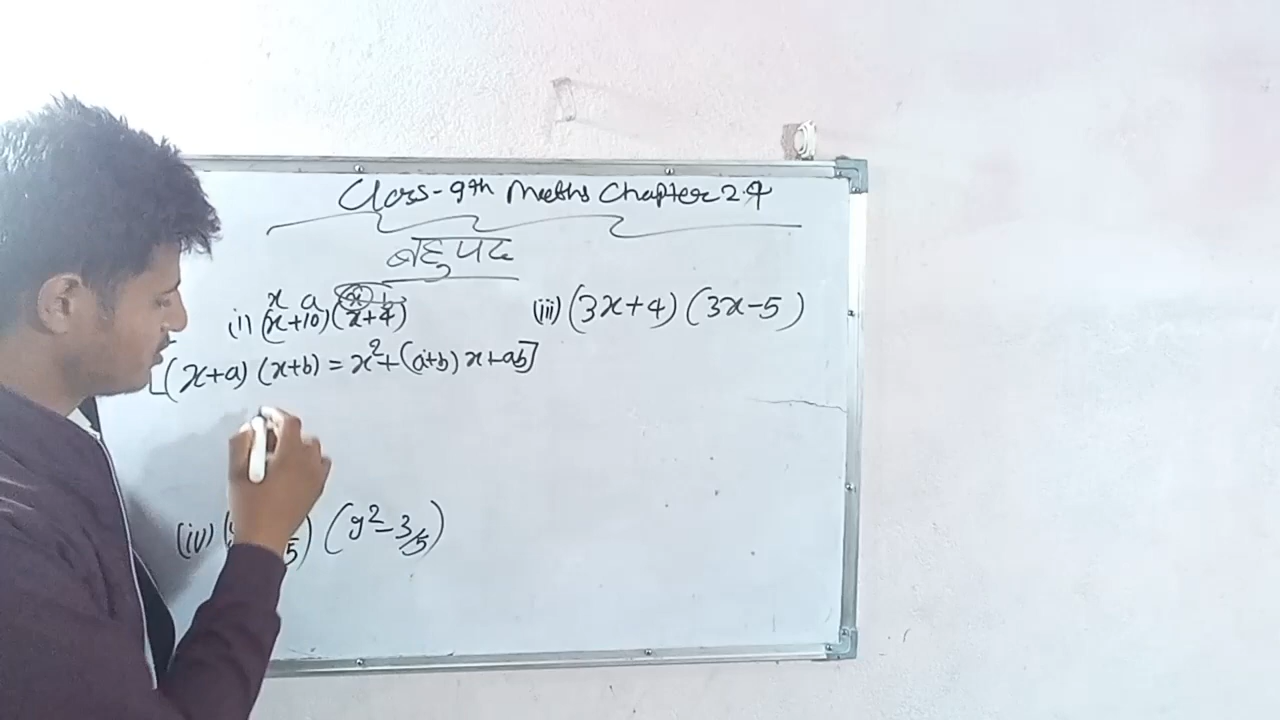 Class-9th Maths Chapter 2.4
बहुपद
x a x
(i) (x+10)(x+4)
(iii) (3x+4) (3x-5)
[(x+a) (x+b) = x²+(a+b) x+ab]
(iv) (y²-3/5)